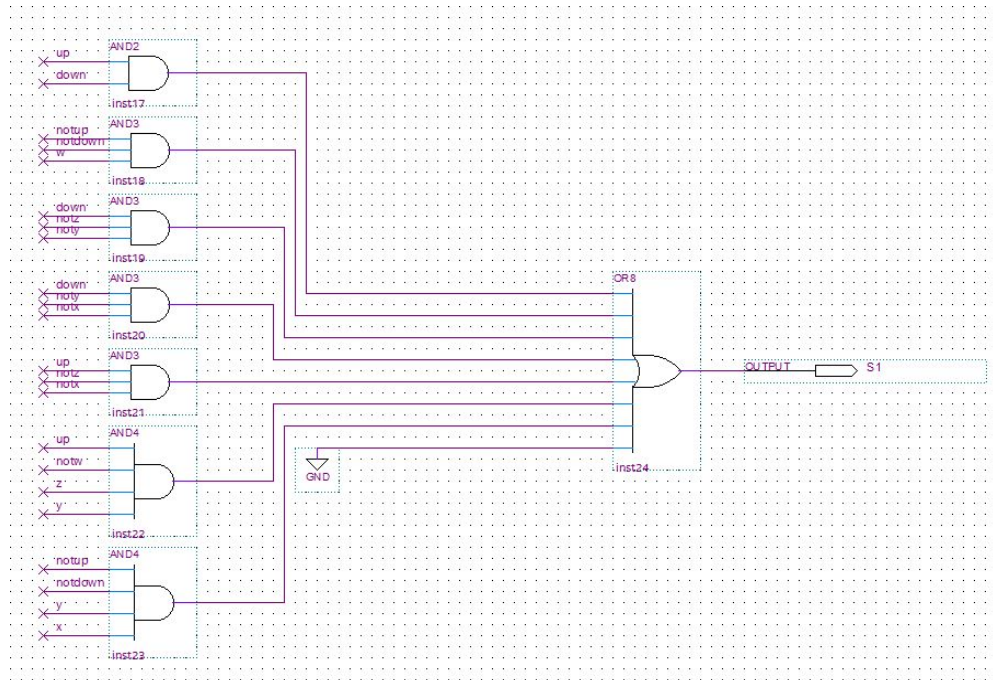 AND2
up
down
inst17
AND3
notup
notdown
w
inst18
AND3
down
notz
noty
inst19
AND3
down
noty
notx
inst20
AND3
up
notz
notx
inst21
AND4
up
notw
z
y
inst22
AND4
notup
notdown
y
x
inst23
GND
OR8
inst24
OUTPUT S1